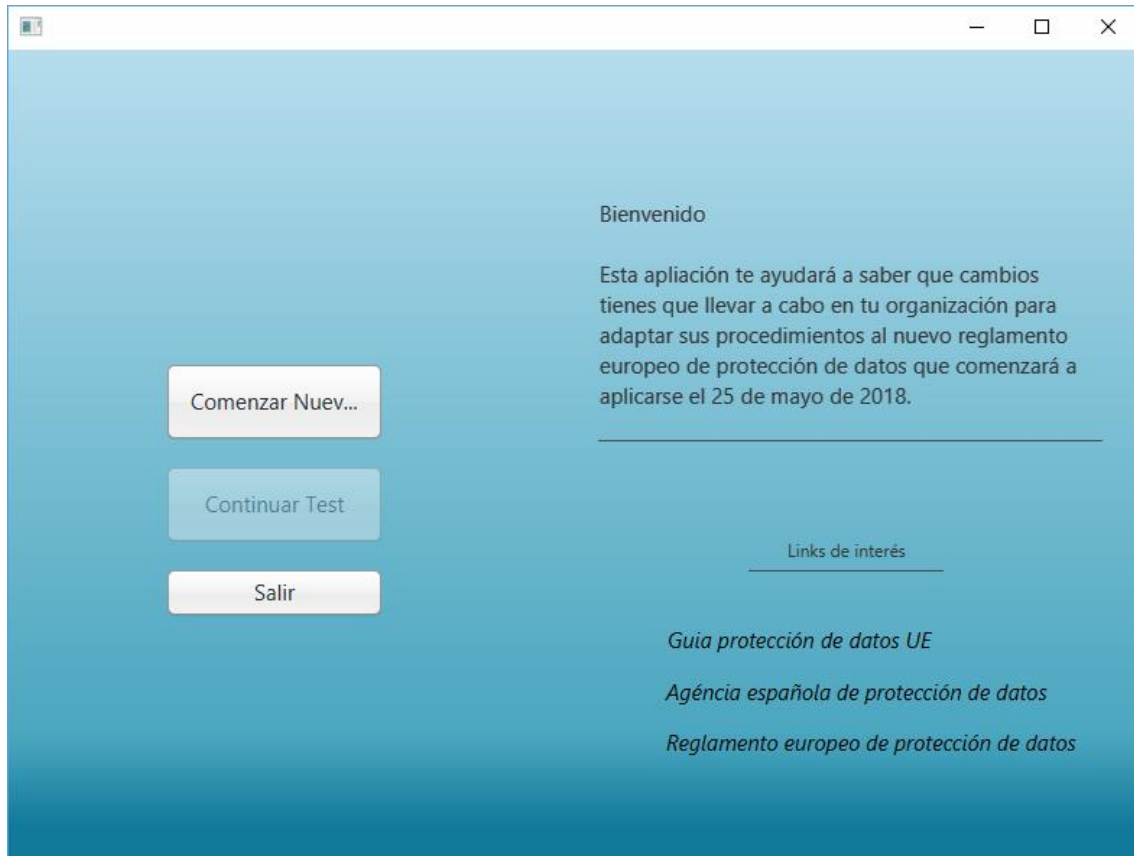 Bienvenido
Esta apliación te ayudará a saber que cambios
tienes que llevar a cabo en tu organización para
adaptar sus procedimientos al nuevo reglamento
europeo de protección de datos que comenzará a
aplicarse el 25 de mayo de 2018.
Comenzar Nuev...
Continuar Test
Salir
Links de interés
Guia protección de datos UE
Agéncia española de protección de datos
Reglamento europeo de protección de datos